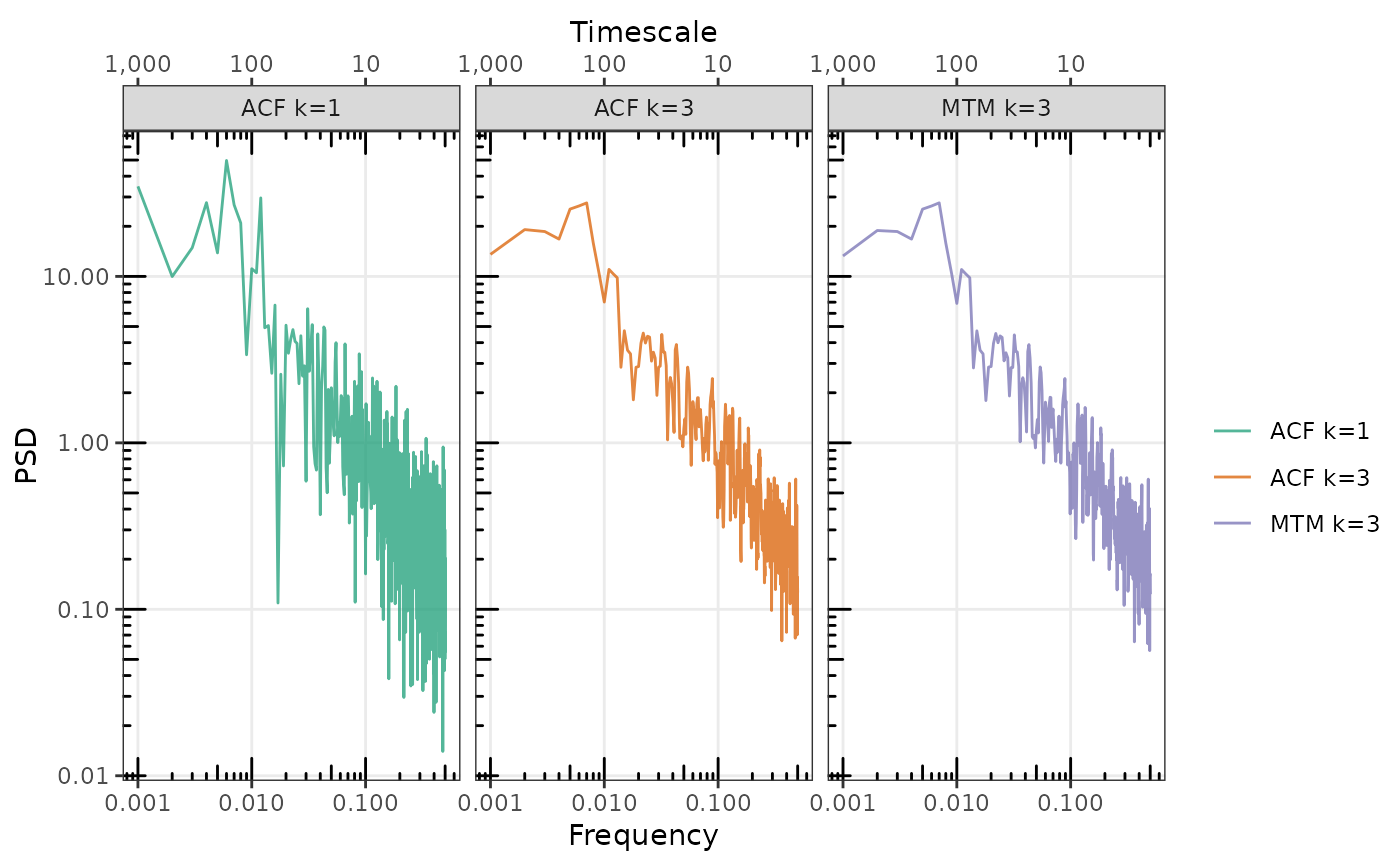 Timescale
1,000 100 10 1,000 100 10 1,000 100 10
ACF k=1 ACF k=3 MTM k=3
PSD
10.00
1.00
0.10
0.01
0.001 0.010 0.100 0.001 0.010 0.100 0.001 0.010 0.100
Frequency
ACF k=1
ACF k=3
MTM k=3